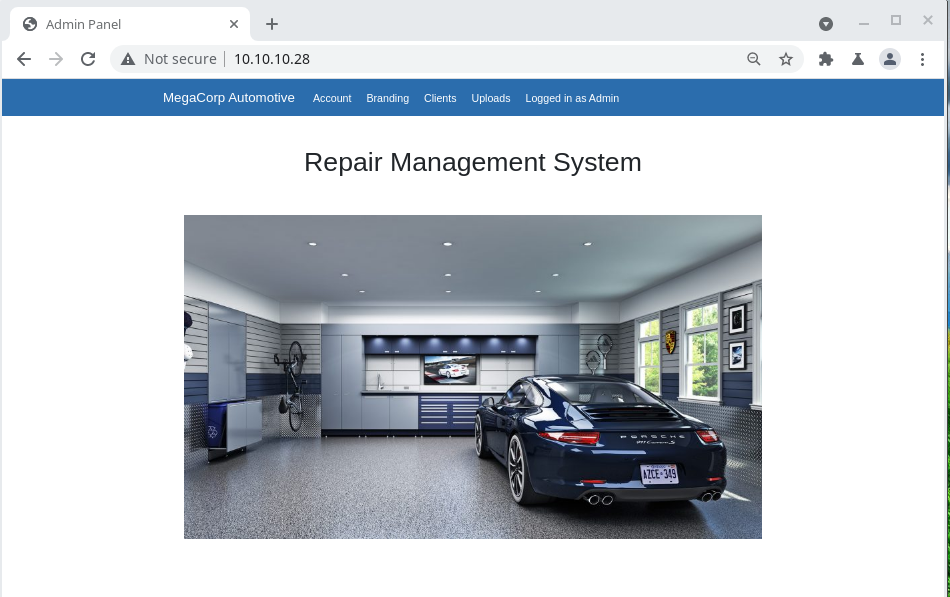 Admin Panel
Not secure 10.10.10.28
MegaCorp Automotive Account Branding Clients Uploads Logged in as Admin
Repair Management System
PORSCHE
AZCE 349